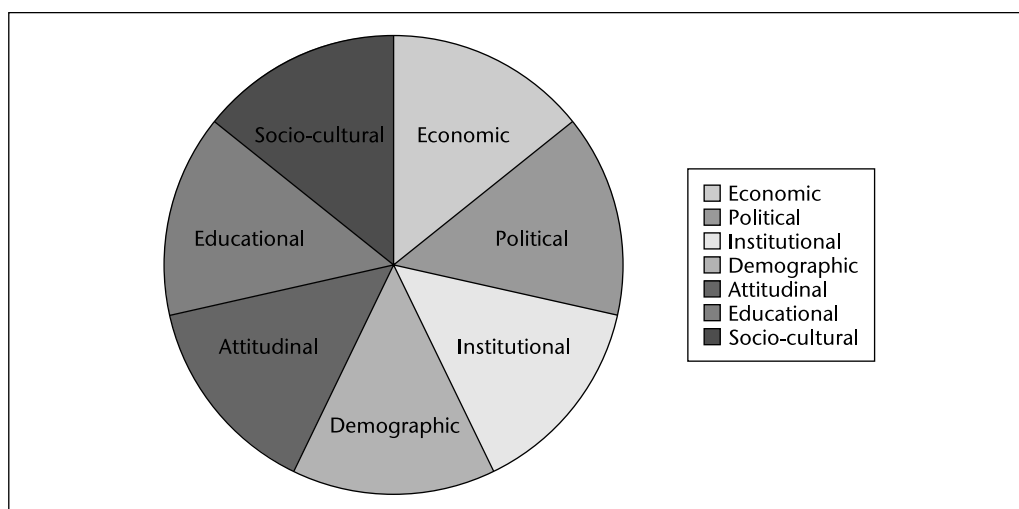 Socio-cultural
Economic
Educational
Political
Attitudinal
Institutional
Demographic
Economic
Political
Institutional
Demographic
Attitudinal
Educational
Socio-cultural